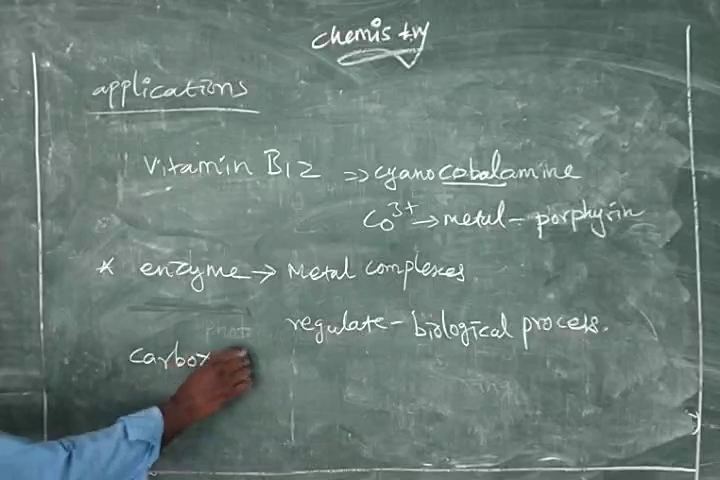 chemistry
applications
Vitamin B12 => cyanocobalamine
Co3+ → metal - porphyrin
* enzyme → Metal complexes
regulate - biological process.
carbox